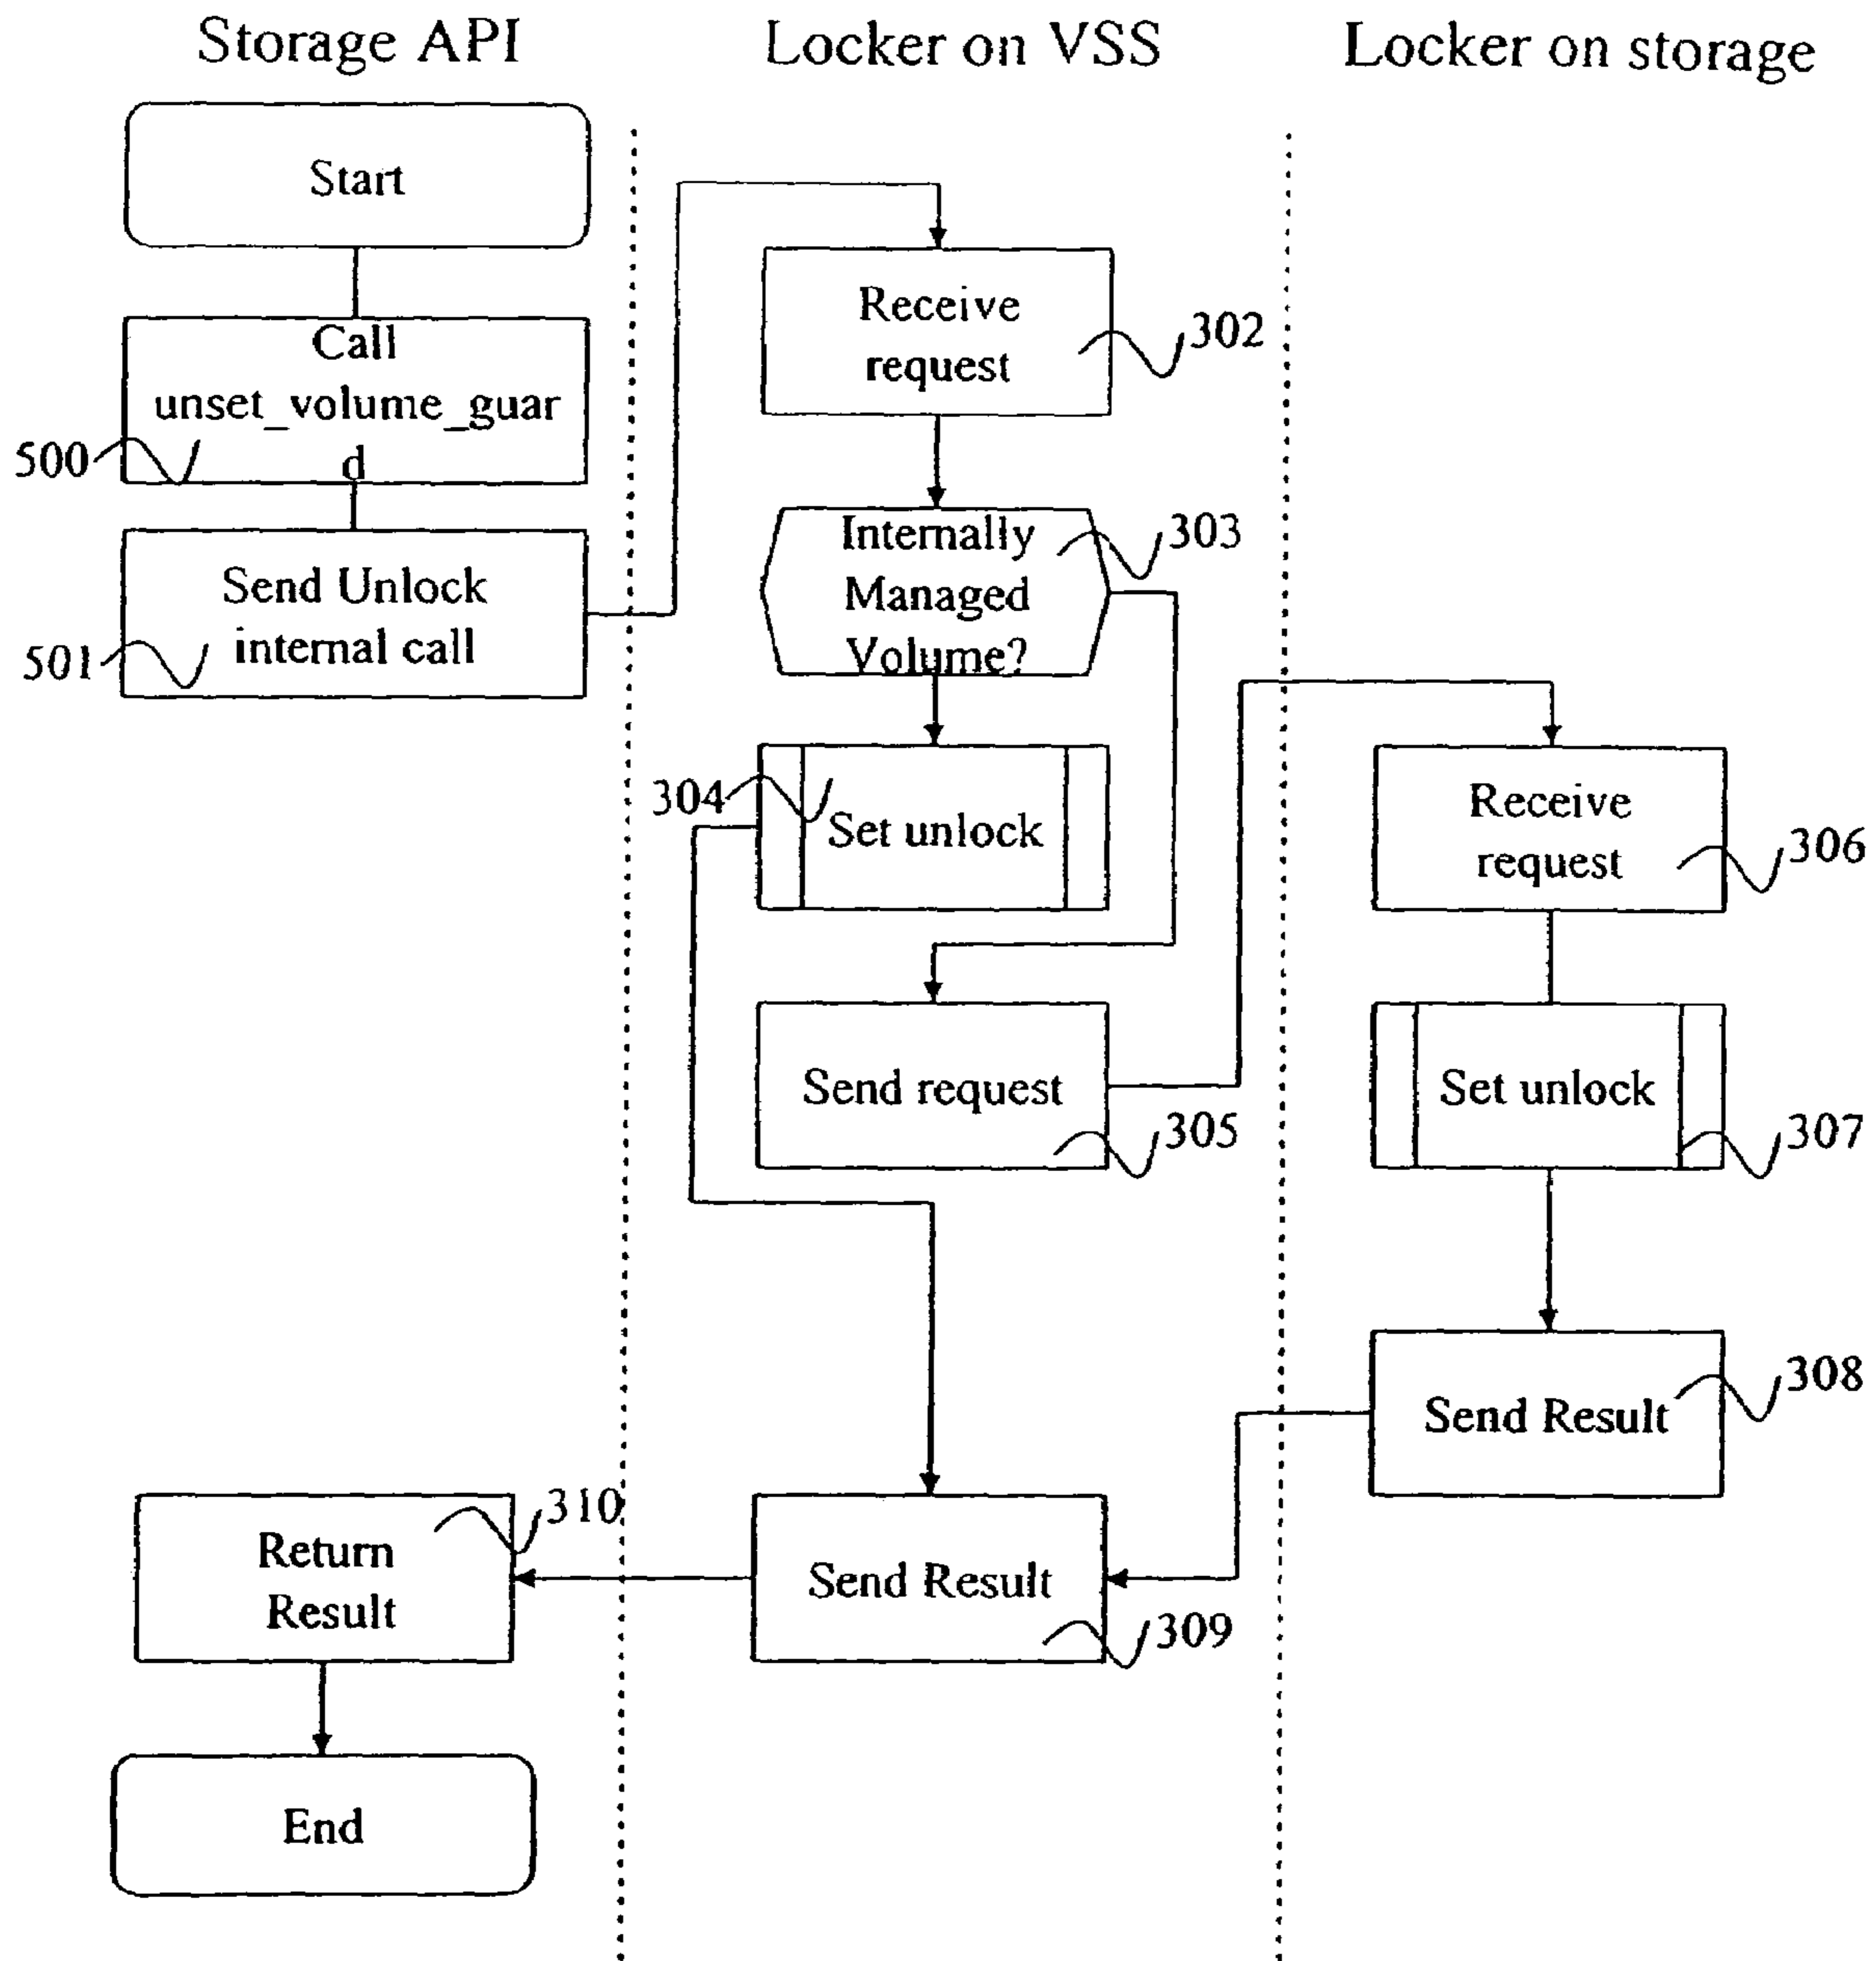 Storage API
Locker on VSS
Locker on storage
Start
Call
unset_volume_guar
d
500
Send Unlock
internal call
501
Receive
request
302
Internally
Managed
Volume?
303
304
Set unlock
Send request
305
Receive
request
306
Set unlock
307
Send Result
308
Send Result
309
Return
Result
310
End